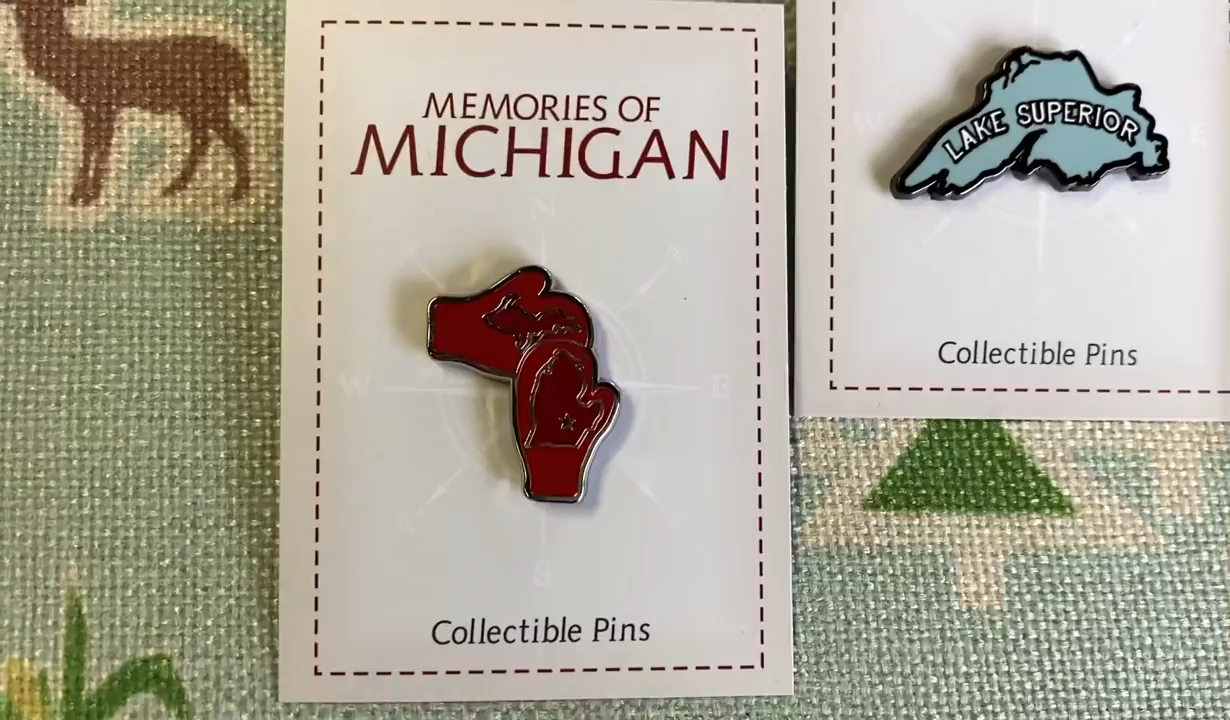 MEMORIES OF
MICHIGAN
N
W
E
S
Collectible Pins
LAKE SUPERIOR
Collectible Pins